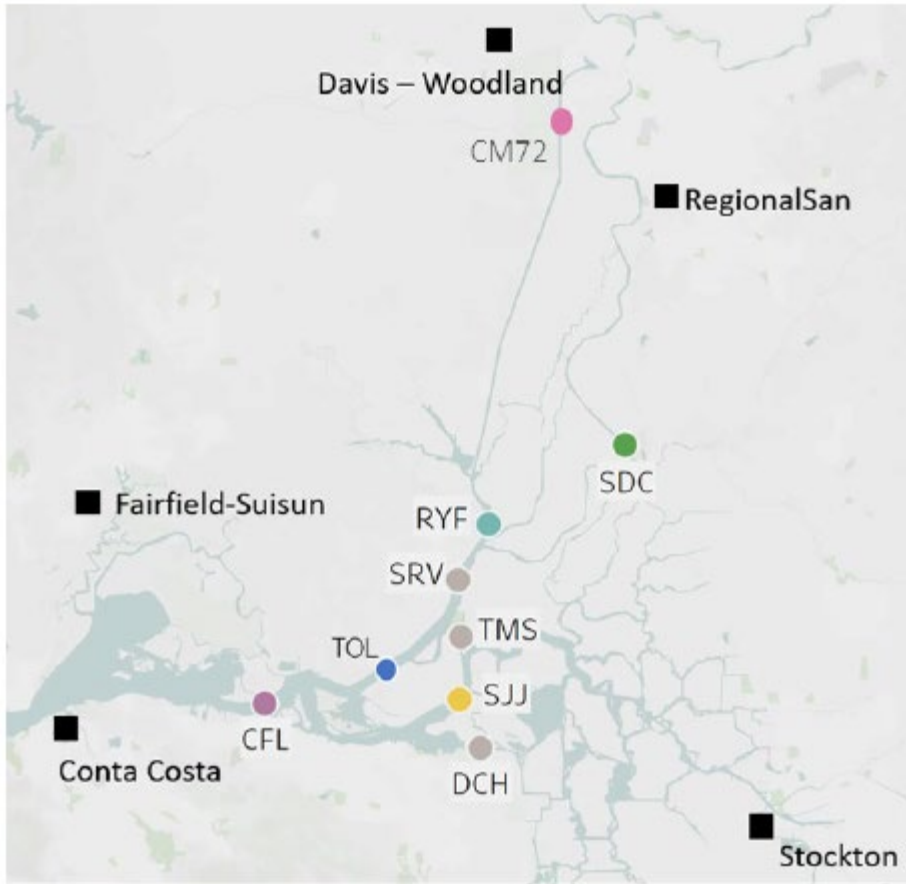 Davis – Woodland
CM72
RegionalSan
SDC
Fairfield-Suisun
RYF
SRV
TMS
TOL
SJJ
CFL
Conta Costa
DCH
Stockton